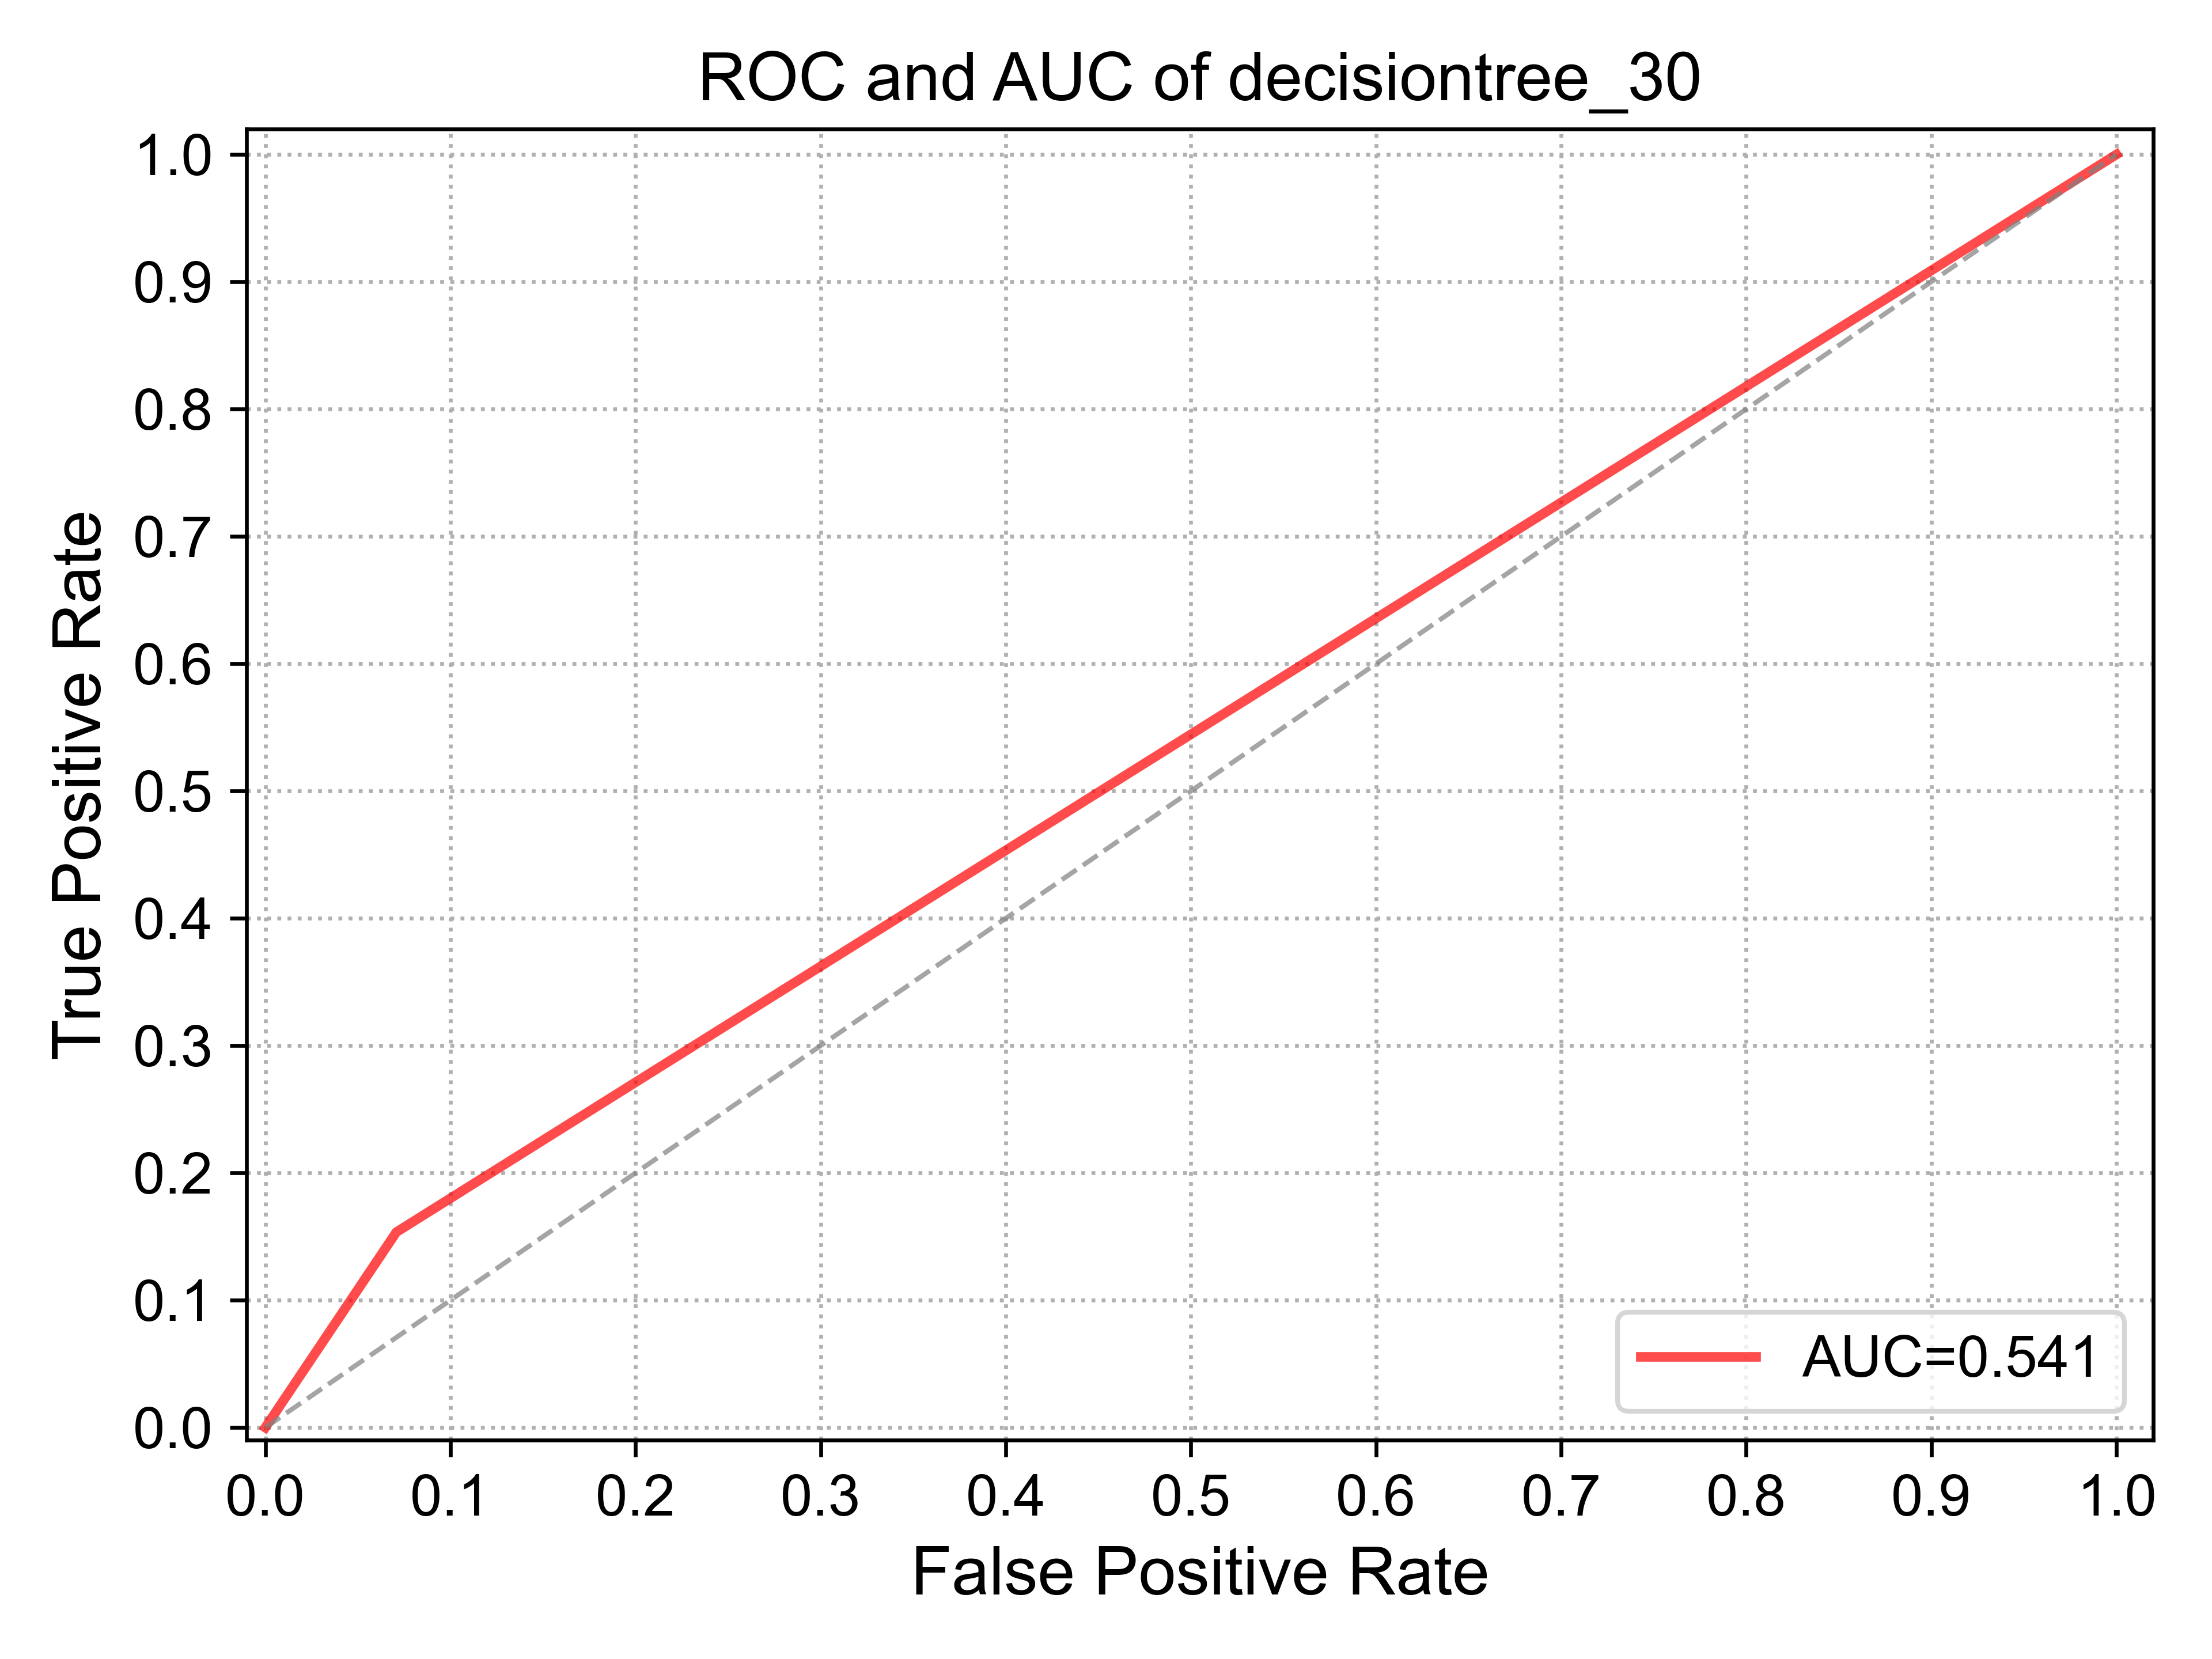 ROC and AUC of decisiontree_30
True Positive Rate
1.0
0.9
0.8
0.7
0.6
0.5
0.4
0.3
0.2
0.1
0.0
AUC=0.541
0.0 0.1 0.2 0.3 0.4 0.5 0.6 0.7 0.8 0.9 1.0
False Positive Rate